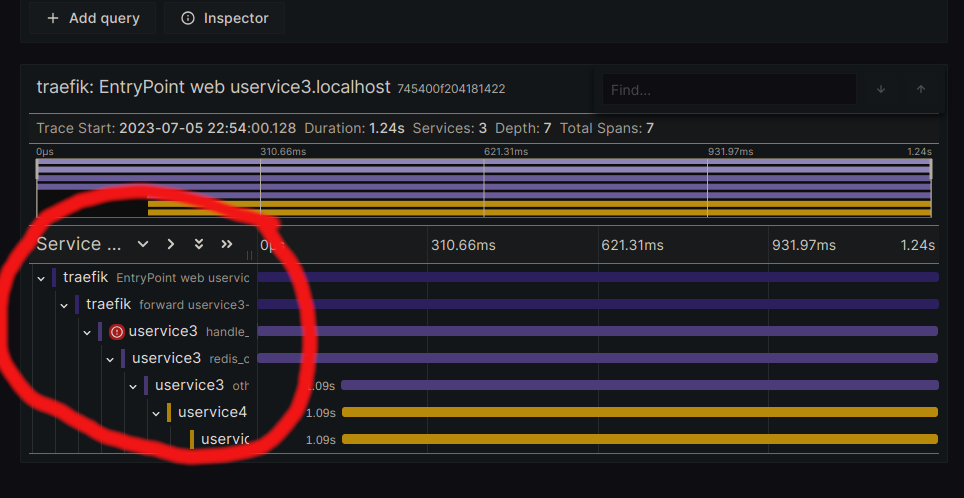 + Add query Inspector
traefik: EntryPoint web uservice3.localhost 745400f204181422 Find...
Trace Start: 2023-07-05 22:54:00.128 Duration: 1.24s Services: 3 Depth: 7 Total Spans: 7
0µs 310.66ms 621.31ms 931.97ms 1.24s
Service ... 0µs 310.66ms 621.31ms 931.97ms 1.24s
traefik EntryPoint web uservic
traefik forward uservice3-
uservice3 handle_
uservice3 redis_c
uservice3 oth 1.09s
uservice4 1.09s
uservic 1.09s